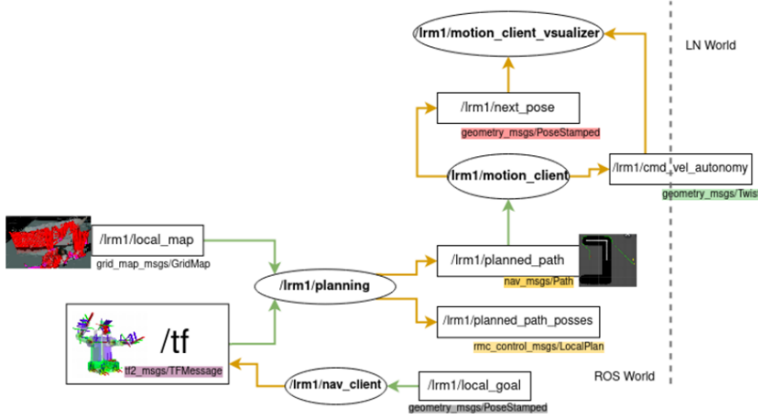 /lrm1/motion_client_vsualizer
LN World
/lrm1/next_pose
geometry_msgs/PoseStamped
/lrm1/motion_client
/lrm1/cmd_vel_autonomy
geometry_msgs/Twis
/lrm1/local_map
grid_map_msgs/GridMap
/lrm1/planned_path
nav_msgs/Path
/lrm1/planning
/lrm1/planned_path_posses
rmc_control_msgs/LocalPlan
/tf
tf2_msgs/TFMessage
/lrm1/nav_client
/lrm1/local_goal
geometry_msgs/PoseStamped
ROS World